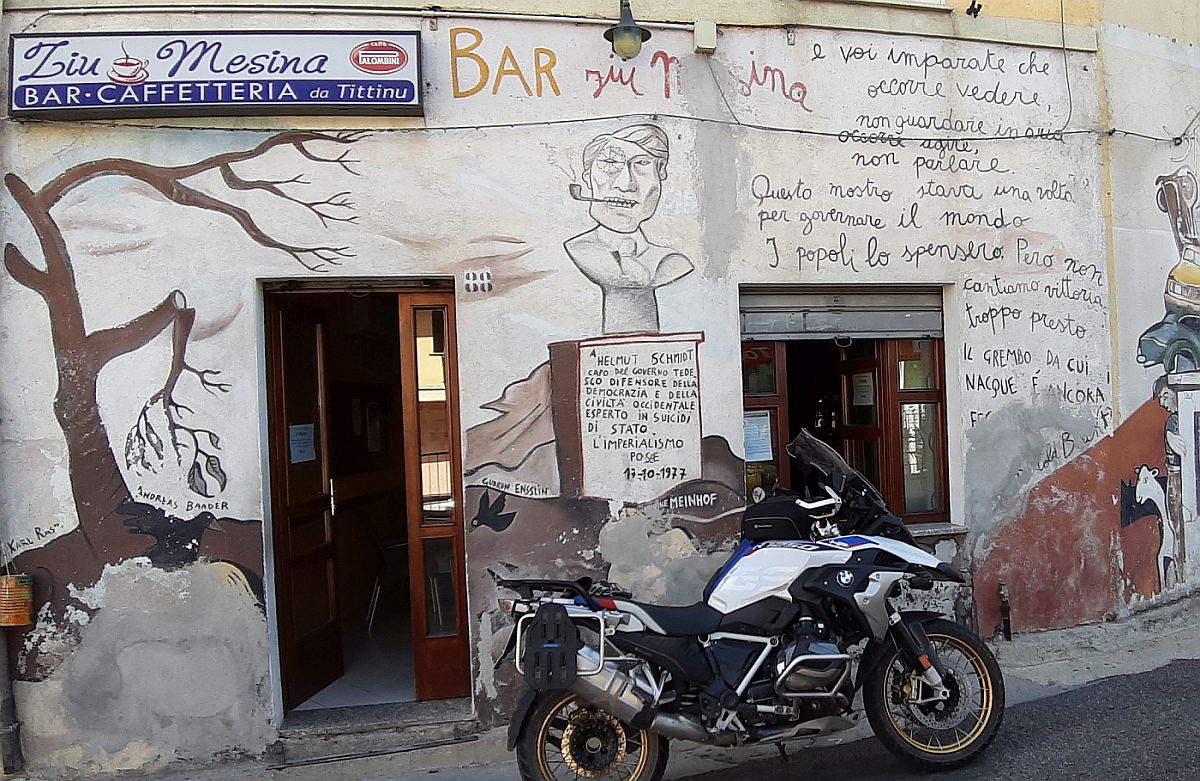 Ziu Mesina
caffè
PALOMBINI
BAR · CAFFETTERIA da Tittinu
BAR ziu
e voi imparate che
occorre vedere,
non guardare in aria
occorre agire,
non parlare.
Questo mostro stava una volta
per governare il mondo
I popoli lo spensero. Però non
cantiamo vittoria
troppo presto
IL GREMBO DA CUI
NACQUE É ANCORA
88
A HELMUT SCHMIDT
CAPO DEL GOVERNO TEDE
SCO DIFENSORE DELLA
DEMOCRAZIA E DELLA
CIVILTÀ OCCIDENTALE
ESPERTO IN SUICIDI
DI STATO.
L'IMPERIALISMO
POSE
17-10-1977
GUDRUN ENSSLIN
MEINHOF
ANDREAS BAADER